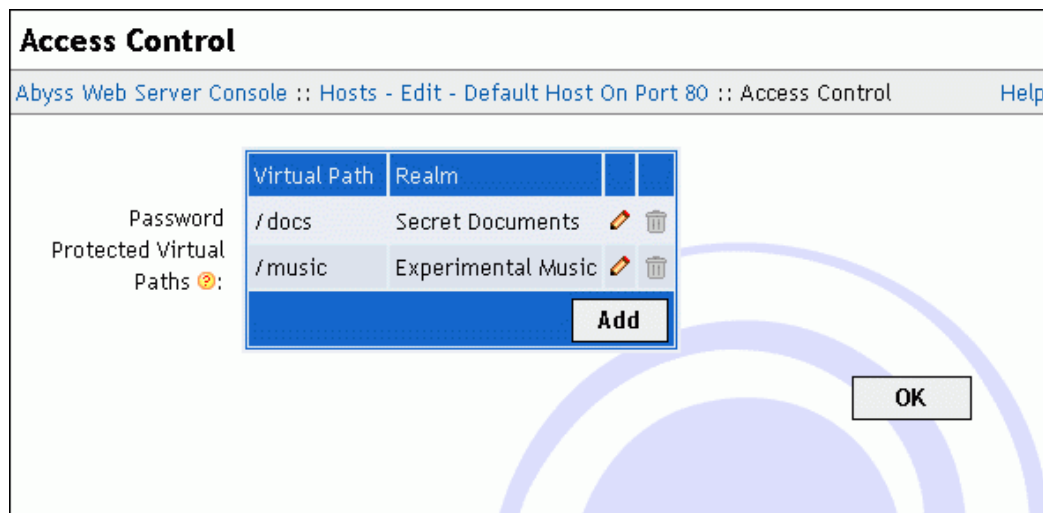 Access Control
Abyss Web Server Console :: Hosts - Edit - Default Host On Port 80 :: Access Control Help
Virtual Path Realm
Password Protected Virtual Paths ?:
/docs Secret Documents
/music Experimental Music
Add
OK